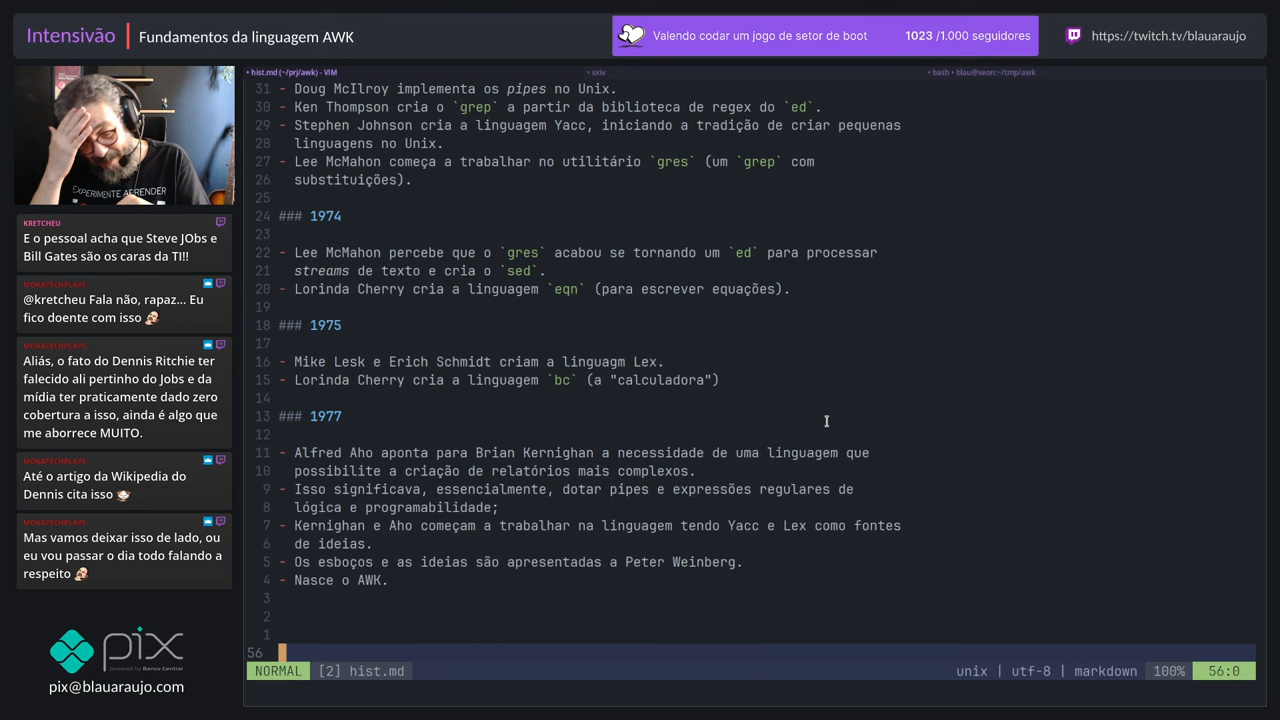 Intensivão
Fundamentos da linguagem AWK
Valendo codar um jogo de setor de boot 1023 /1.000 seguidores
https://twitch.tv/blauaraujo
EXPERIMENTE APRENDER
KRETCHEU
E o pessoal acha que Steve JObs e
Bill Gates são os caras da TI!!
MOKATECHPLAYS
@kretcheu Fala não, rapaz... Eu
fico doente com isso
MOKATECHPLAYS
Aliás, o fato do Dennis Ritchie ter
falecido ali pertinho do Jobs e da
mídia ter praticamente dado zero
cobertura a isso, ainda é algo que
me aborrece MUITO.
MOKATECHPLAYS
Até o artigo da Wikipedia do
Dennis cita isso
MOKATECHPLAYS
Mas vamos deixar isso de lado, ou
eu vou passar o dia todo falando a
respeito
pix
powered by Banco Central
pix@blauaraujo.com
• hist.md (~/prj/awk) - VIM
• sxiv
• bash • blau@xeon:~/tmp/awk
31 - Doug McIlroy implementa os pipes no Unix.
30 - Ken Thompson cria o `grep` a partir da biblioteca de regex do `ed`.
29 - Stephen Johnson cria a linguagem Yacc, iniciando a tradição de criar pequenas
28 linguagens no Unix.
27 - Lee McMahon começa a trabalhar no utilitário `gres` (um `grep` com
26 substituições).
25
24 ### 1974
23
22 - Lee McMahon percebe que o `gres` acabou se tornando um `ed` para processar
21 streams de texto e cria o `sed`.
20 - Lorinda Cherry cria a linguagem `eqn` (para escrever equações).
19
18 ### 1975
17
16 - Mike Lesk e Erich Schmidt criam a linguagm Lex.
15 - Lorinda Cherry cria a linguagem `bc` (a "calculadora")
14
13 ### 1977
12
11 - Alfred Aho aponta para Brian Kernighan a necessidade de uma linguagem que
10 possibilite a criação de relatórios mais complexos.
9 - Isso significava, essencialmente, dotar pipes e expressões regulares de
8 lógica e programabilidade;
7 - Kernighan e Aho começam a trabalhar na linguagem tendo Yacc e Lex como fontes
6 de ideias.
5 - Os esboços e as ideias são apresentadas a Peter Weinberg.
4 - Nasce o AWK.
3
2
1
56
NORMAL [2] hist.md unix | utf-8 | markdown 100% 56:0